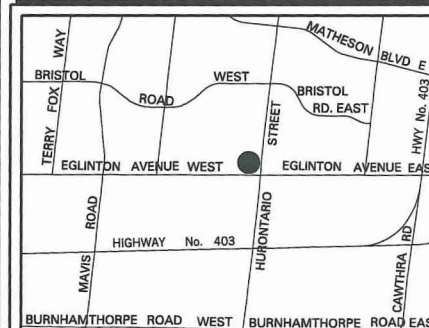 MATHESON BLVD E
TERRY FOX WAY
BRISTOL ROAD WEST
BRISTOL RD. EAST
HURONTARIO STREET
HWY No. 403
EGLINTON AVENUE WEST
EGLINTON AVENUE EAS
MAVIS ROAD
HIGHWAY No. 403
CAWTHRA RD
BURNHAMTHORPE ROAD WEST
BURNHAMTHORPE ROAD EAS